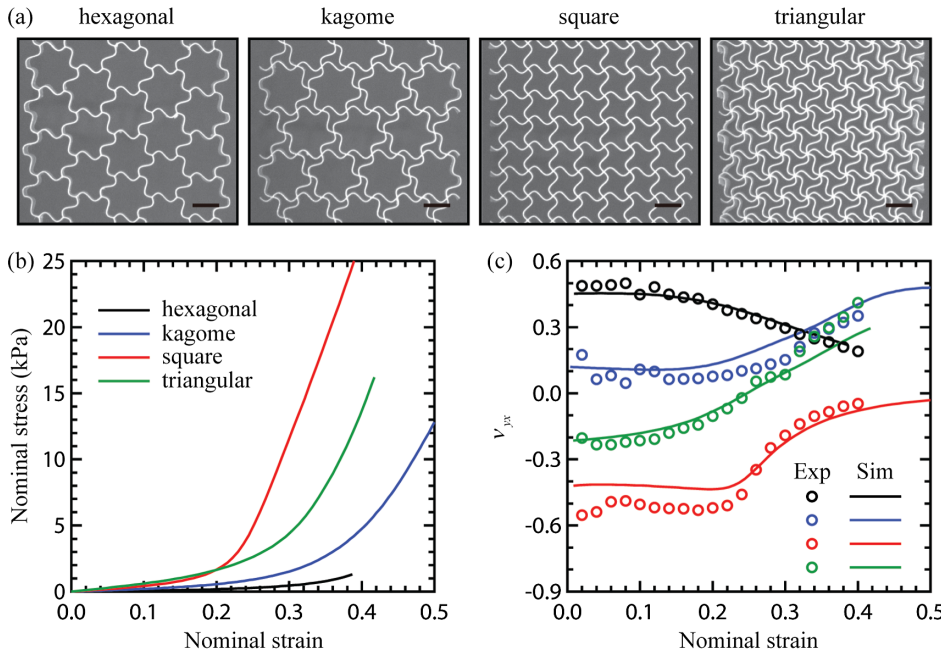 (a) hexagonal kagome square triangular
(b)
25
20
15
10
5
0
Nominal stress (kPa)
hexagonal
kagome
square
triangular
0.0 0.1 0.2 0.3 0.4 0.5
Nominal strain
(c)
0.6
0.3
0.0
-0.3
-0.6
-0.9
νyx
Exp Sim
0.0 0.1 0.2 0.3 0.4 0.5
Nominal strain